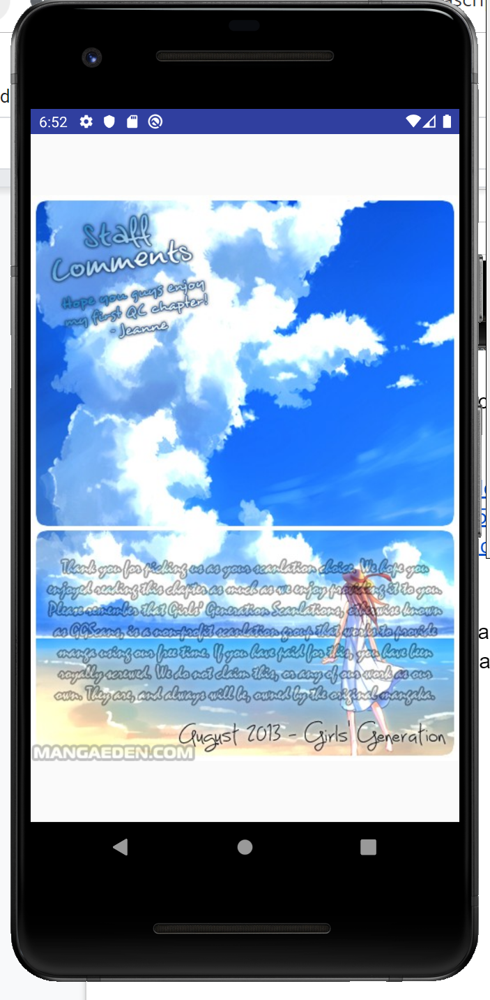 asch
d
6:52
Staff
Comments
Hope you guys enjoy
my first QC chapter!
- Jeanne
Thank you for picking us as your scanlation choice. We hope you
enjoyed reading this chapter as much as we enjoy providing it to you.
Please remember that Girls' Generation Scanlations, otherwise known
as GGScans, is a non-profit scanlation group that works to provide
manga using our free time. If you have paid for this, you have been
royally screwed. We do not claim this, or any of our work as our
own. They are, and always will be, owned by the original mangaka.
August 2013 - Girls' Generation
MANGAEDEN.COM
a
a